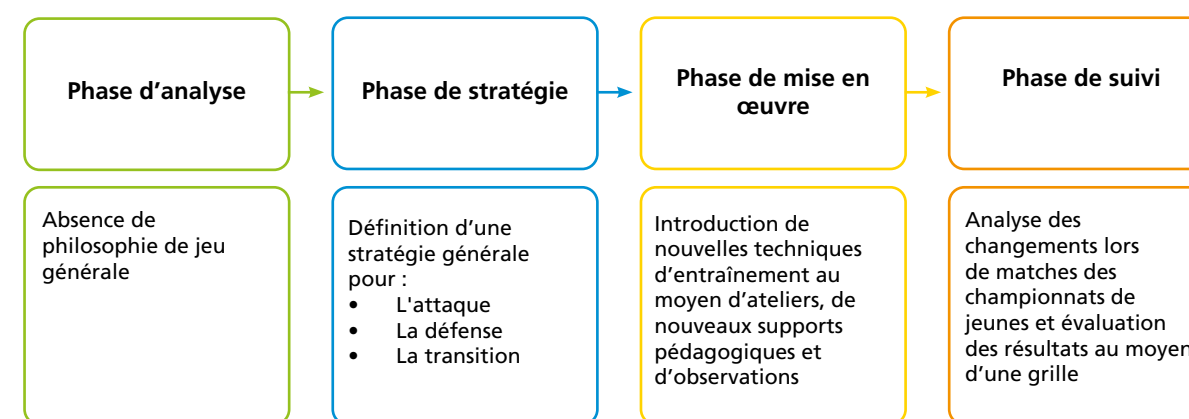 Phase d’analyse
Phase de stratégie
Phase de mise en
œuvre
Phase de suivi
Absence de
philosophie de jeu
générale
Définition d’une
stratégie générale
pour :
• L'attaque
• La défense
• La transition
Introduction de
nouvelles techniques
d’entraînement au
moyen d’ateliers, de
nouveaux supports
pédagogiques et
d’observations
Analyse des
changements lors
de matches des
championnats de
jeunes et évaluation
des résultats au moyen
d’une grille